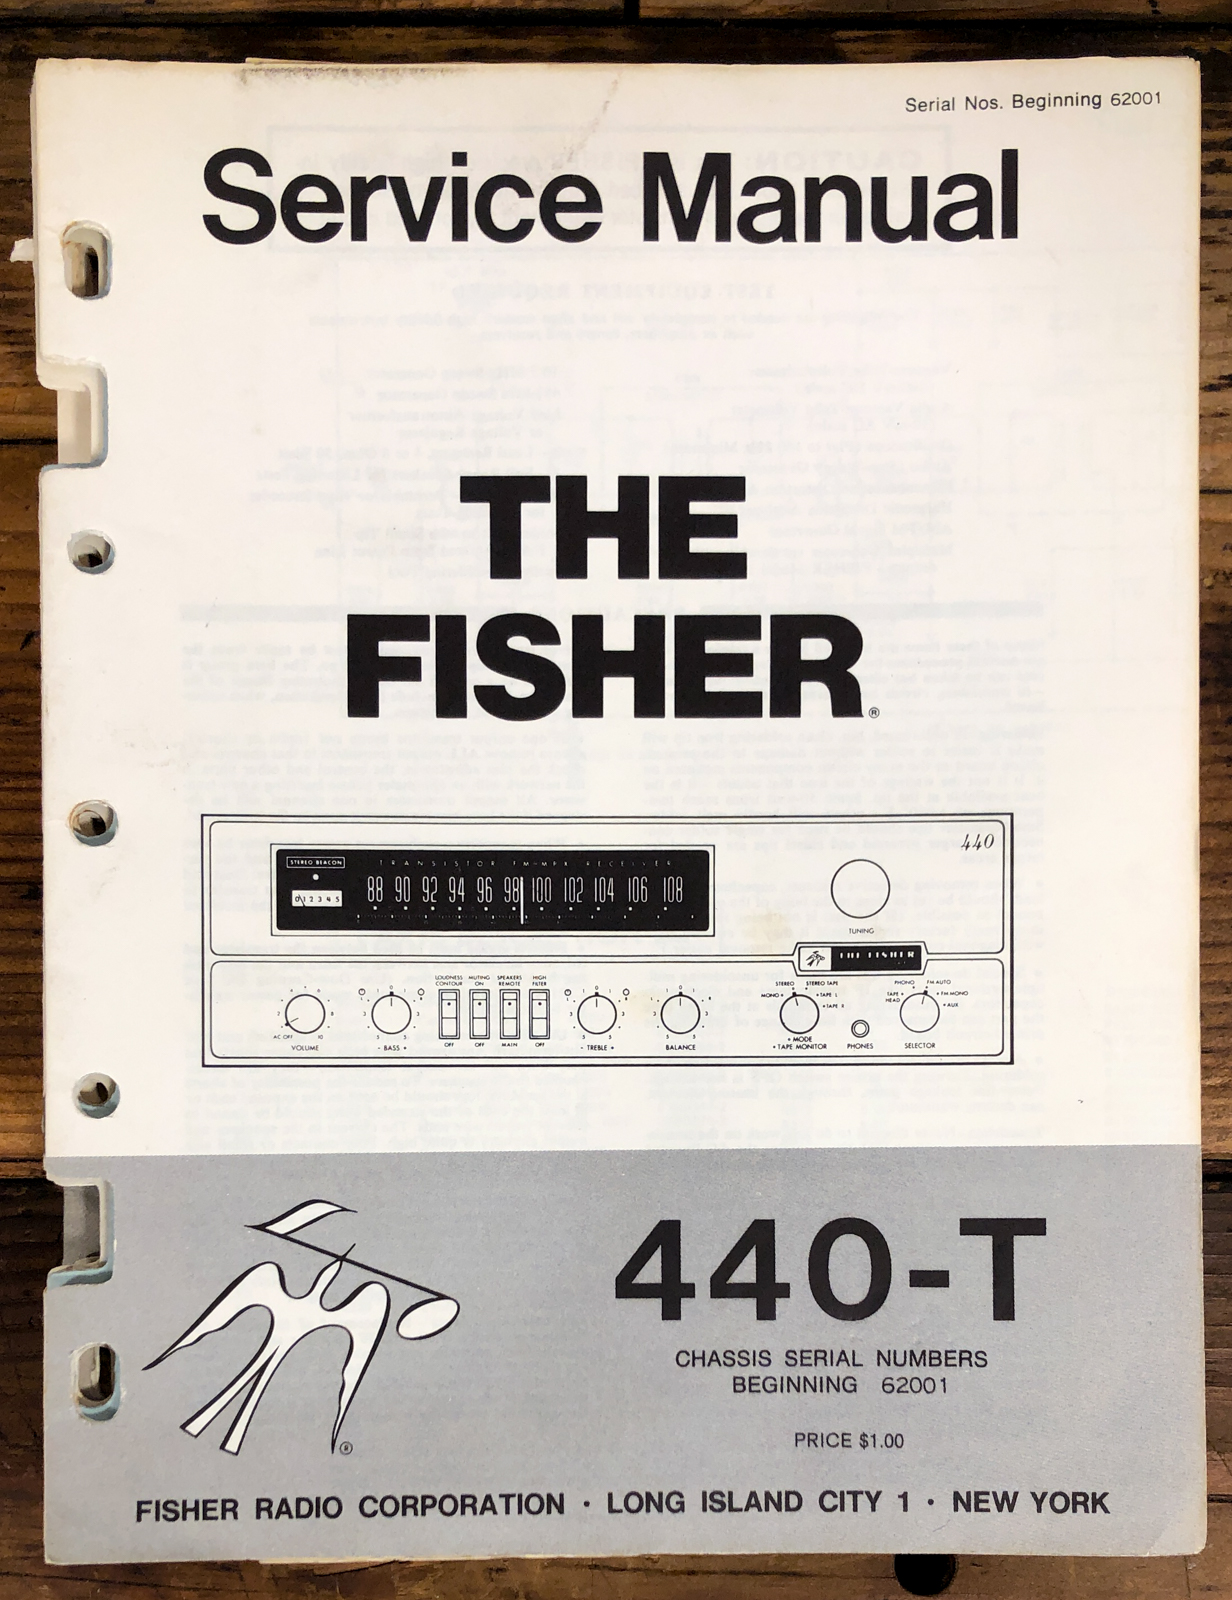 Serial Nos. Beginning 62001
Service Manual
THE
FISHER®
440
STEREO BEACON
TRANSISTOR FM-MPX RECEIVER
0 1 2 3 4 5
88 90 92 94 96 98 100 102 104 106 108
TUNING
THE FISHER
LOUDNESS CONTOUR
MUTING ON
SPEAKERS REMOTE
HIGH FILTER
STEREO
STEREO TAPE
MONO
TAPE L
TAPE R
PHONO
FM AUTO
TAPE HEAD
FM MONO
AUX
AC OFF
10
VOLUME
- BASS +
OFF
OFF
MAIN
OFF
- TREBLE +
BALANCE
• MODE
• TAPE MONITOR
PHONES
SELECTOR
440-T
CHASSIS SERIAL NUMBERS
BEGINNING 62001
PRICE $1.00
®
FISHER RADIO CORPORATION · LONG ISLAND CITY 1 · NEW YORK